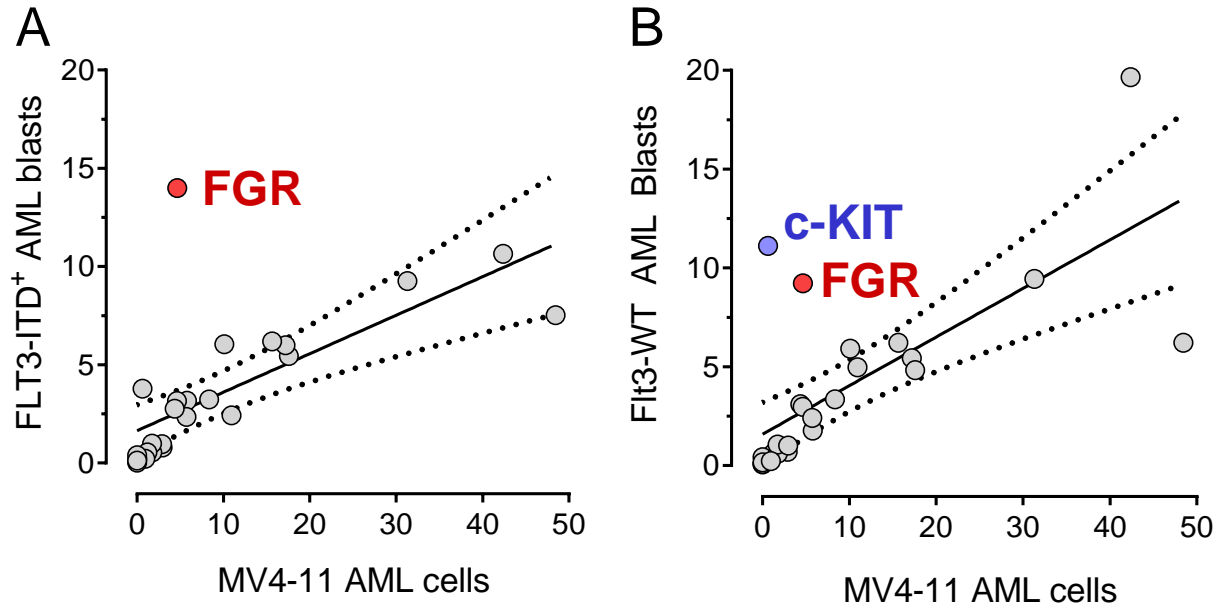 A
FLT3-ITD+ AML blasts
20
15
10
5
0
FGR
0 10 20 30 40 50
MV4-11 AML cells
B
Flt3-WT AML Blasts
20
15
10
5
0
c-KIT
FGR
0 10 20 30 40 50
MV4-11 AML cells